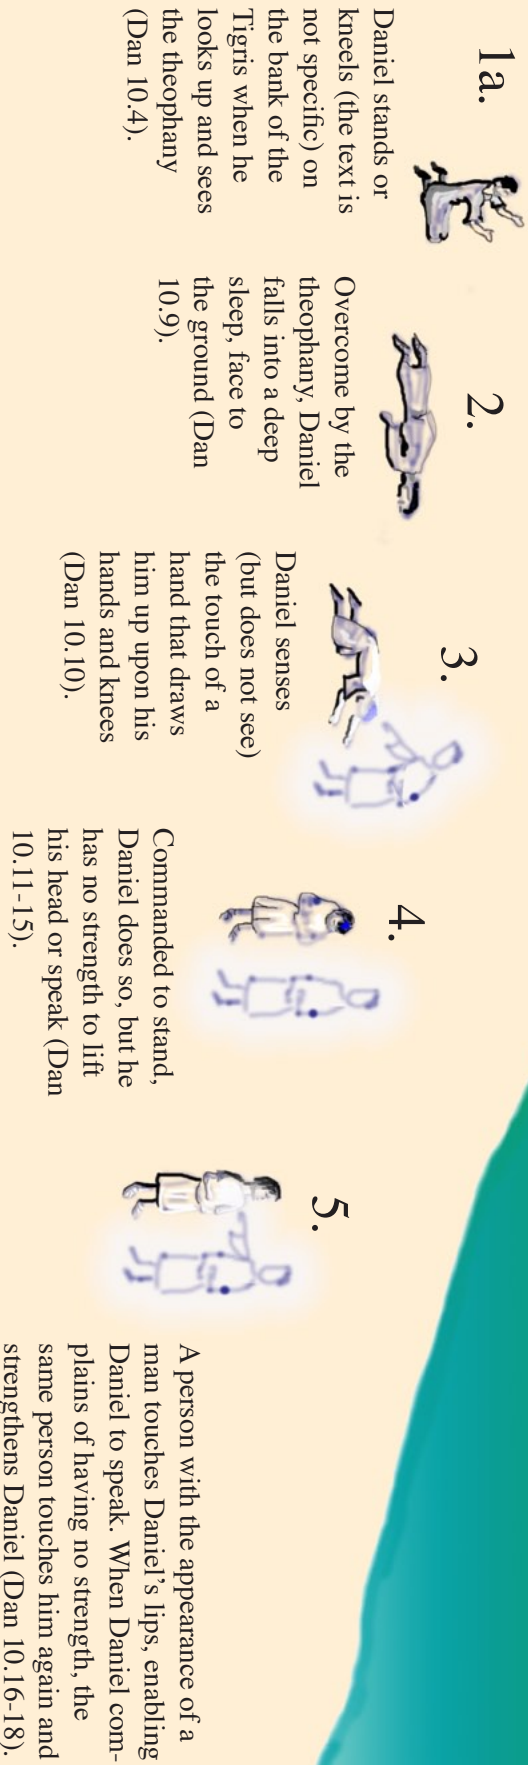 1a.
Daniel stands or
kneels (the text is
not specific) on
the bank of the
Tigris when he
looks up and sees
the theophany
(Dan 10.4).
2.
Overcome by the
theophany, Daniel
falls into a deep
sleep, face to
the ground (Dan
10.9).
3.
Daniel senses
(but does not see)
the touch of a
hand that draws
him up upon his
hands and knees
(Dan 10.10).
4.
Commanded to stand,
Daniel does so, but he
has no strength to lift
his head or speak (Dan
10.11-15).
5.
A person with the appearance of a
man touches Daniel’s lips, enabling
Daniel to speak. When Daniel com-
plains of having no strength, the
same person touches him again and
strengthens Daniel (Dan 10.16-18).